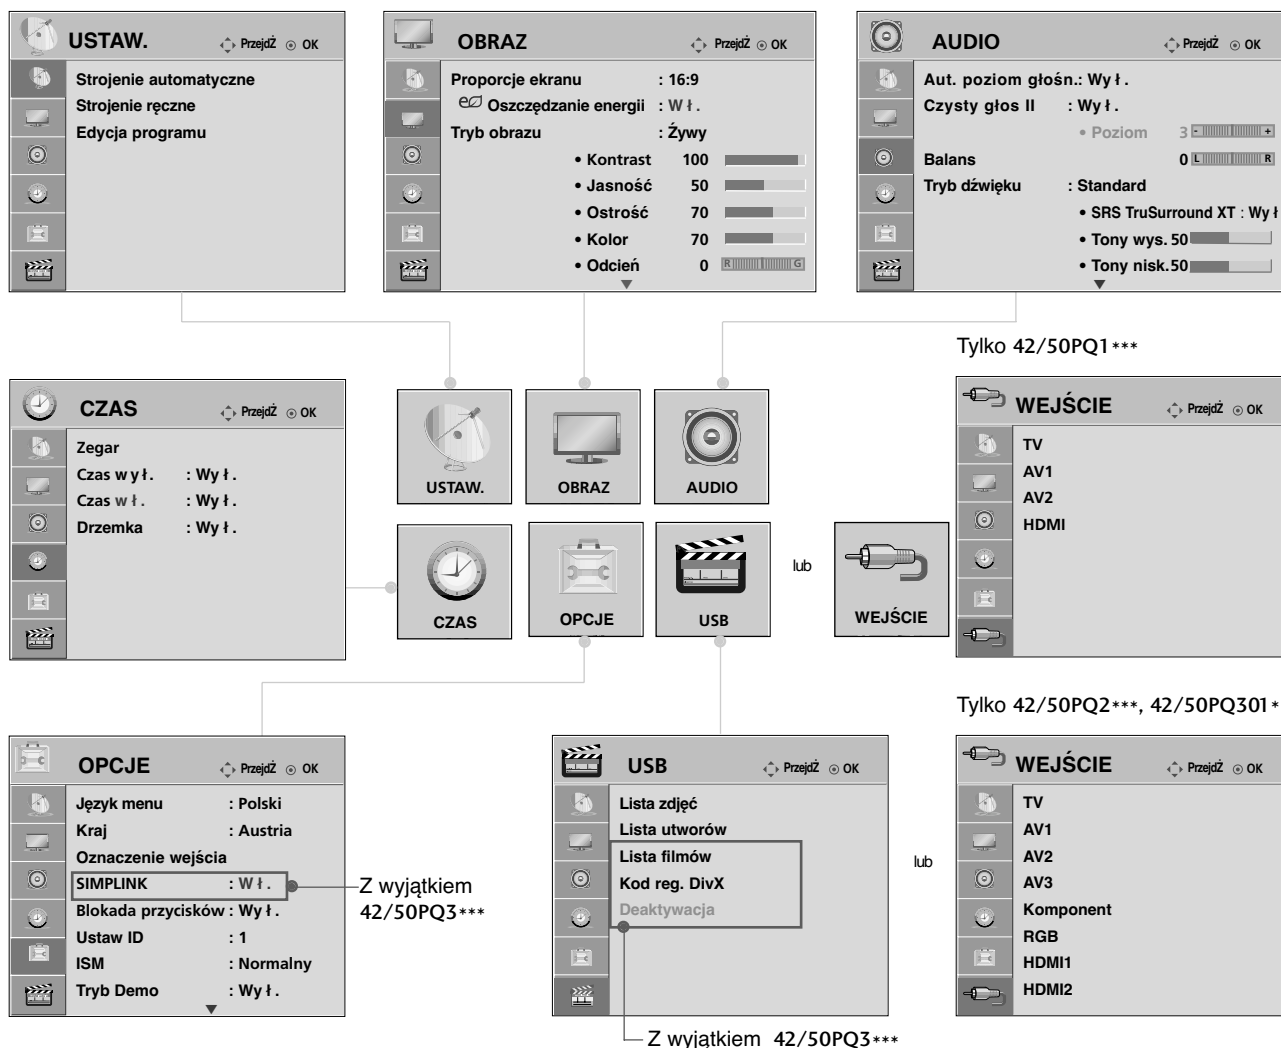 USTAW. PrzejdŹ OK
Strojenie automatyczne
Strojenie ręczne
Edycja programu
OBRAZ PrzejdŹ OK
Proporcje ekranu : 16:9
Oszczędzanie energii : Wł.
Tryb obrazu : Żywy
• Kontrast 100
• Jasność 50
• Ostrość 70
• Kolor 70
• Odcień 0 R G
AUDIO PrzejdŹ OK
Aut. poziom głośn.: Wył.
Czysty głos II : Wył.
• Poziom 3 - +
Balans 0 L R
Tryb dźwięku : Standard
• SRS TruSurround XT : Wył
• Tony wys. 50
• Tony nisk. 50
Tylko 42/50PQ1***
CZAS PrzejdŹ OK
Zegar
Czas wył. : Wył.
Czas wł. : Wył.
Drzemka : Wył.
USTAW.
OBRAZ
AUDIO
CZAS
OPCJE
USB
lub
WEJŚCIE
WEJŚCIE PrzejdŹ OK
TV
AV1
AV2
HDMI
Tylko 42/50PQ2***, 42/50PQ301*
OPCJE PrzejdŹ OK
Język menu : Polski
Kraj : Austria
Oznaczenie wejścia
SIMPLINK : Wł.
Blokada przycisków : Wył.
Ustaw ID : 1
ISM : Normalny
Tryb Demo : Wył.
Z wyjątkiem
42/50PQ3***
USB PrzejdŹ OK
Lista zdjęć
Lista utworów
Lista filmów
Kod reg. DivX
Deaktywacja
Z wyjątkiem 42/50PQ3***
lub
WEJŚCIE PrzejdŹ OK
TV
AV1
AV2
AV3
Komponent
RGB
HDMI1
HDMI2